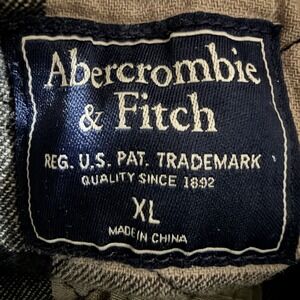 Abercrombie
& Fitch
REG. U.S. PAT. TRADEMARK
QUALITY SINCE 1892
XL
MADE IN CHINA